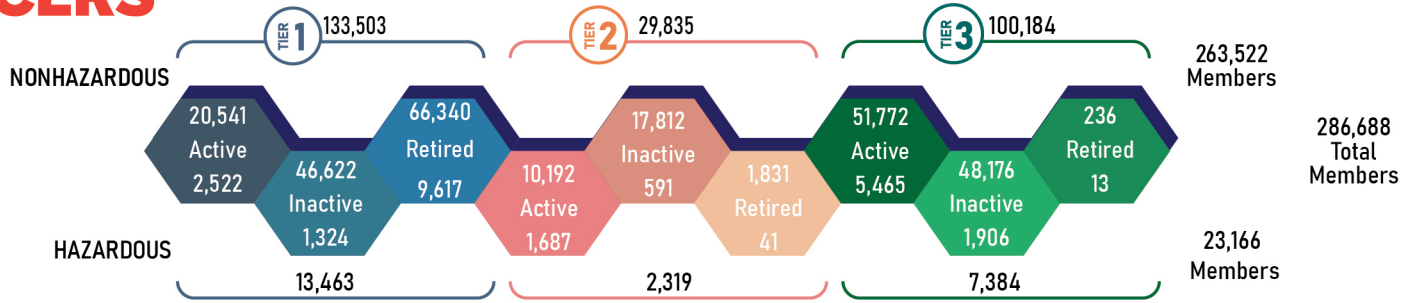 TIER 1 133,503
TIER 2 29,835
TIER 3 100,184
NONHAZARDOUS
263,522
Members
20,541
Active
2,522
46,622
Inactive
1,324
66,340
Retired
9,617
10,192
Active
1,687
17,812
Inactive
591
1,831
Retired
41
51,772
Active
5,465
48,176
Inactive
1,906
236
Retired
13
286,688
Total
Members
HAZARDOUS
23,166
Members
13,463
2,319
7,384